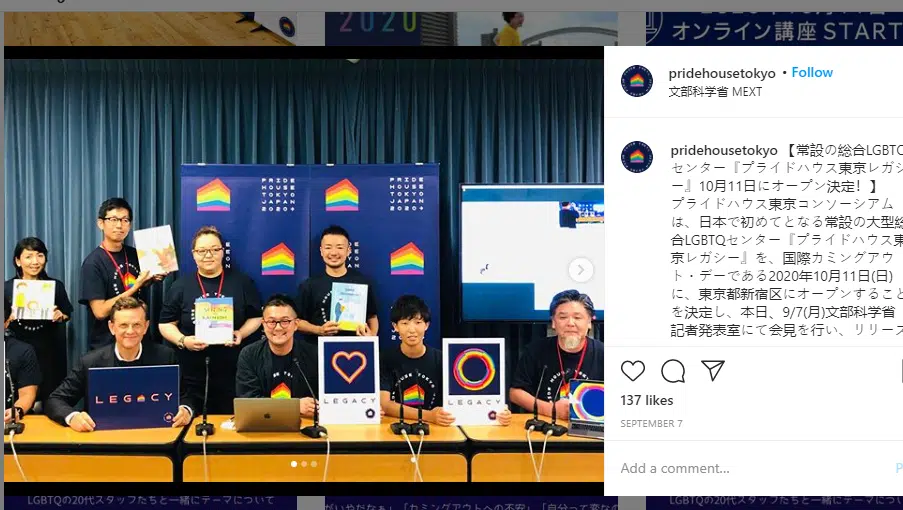 2020
オンライン講座 START
PRIDE
HOUSE
TOKYO
JAPAN
2020+
PRIDE
HOUSE
TOKYO
JAPAN
2020+
LEGACY
LEGACY
LEGACY
pridehousetokyo • Follow
文部科学省 MEXT
pridehousetokyo 【常設の総合LGBTQ
センター『プライドハウス東京レガシ
ー』10月11日にオープン決定！】
プライドハウス東京コンソーシアム
は、日本で初めてとなる常設の大型総
合LGBTQセンター『プライドハウス東
京レガシー』を、国際カミングアウ
ト・デーである2020年10月11日(日)
に、東京都新宿区にオープンすること
を決定し、本日、9/7(月)文部科学省
記者発表室にて会見を行い、リリース
137 likes
SEPTEMBER 7
Add a comment...
P
LGBTQの20代スタッフたちと一緒にテーマについて
がいやだなぁ」「カミングアウトへの不安」「自分って変なの
LGBTQの20代スタッフたちと一緒にテーマについ